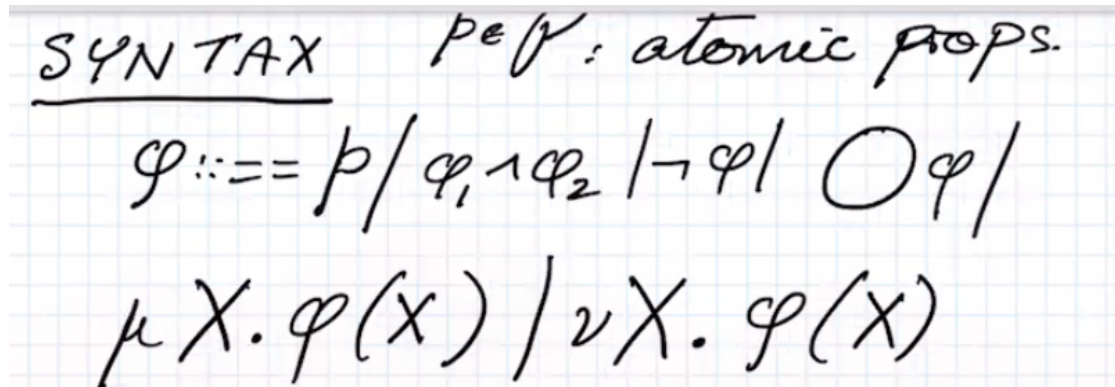 SYNTAX p∈P : atomic props.
φ ::== p | φ₁ ∧ φ₂ | ¬φ | ◯φ |
μX.φ(X) | νX.φ(X)